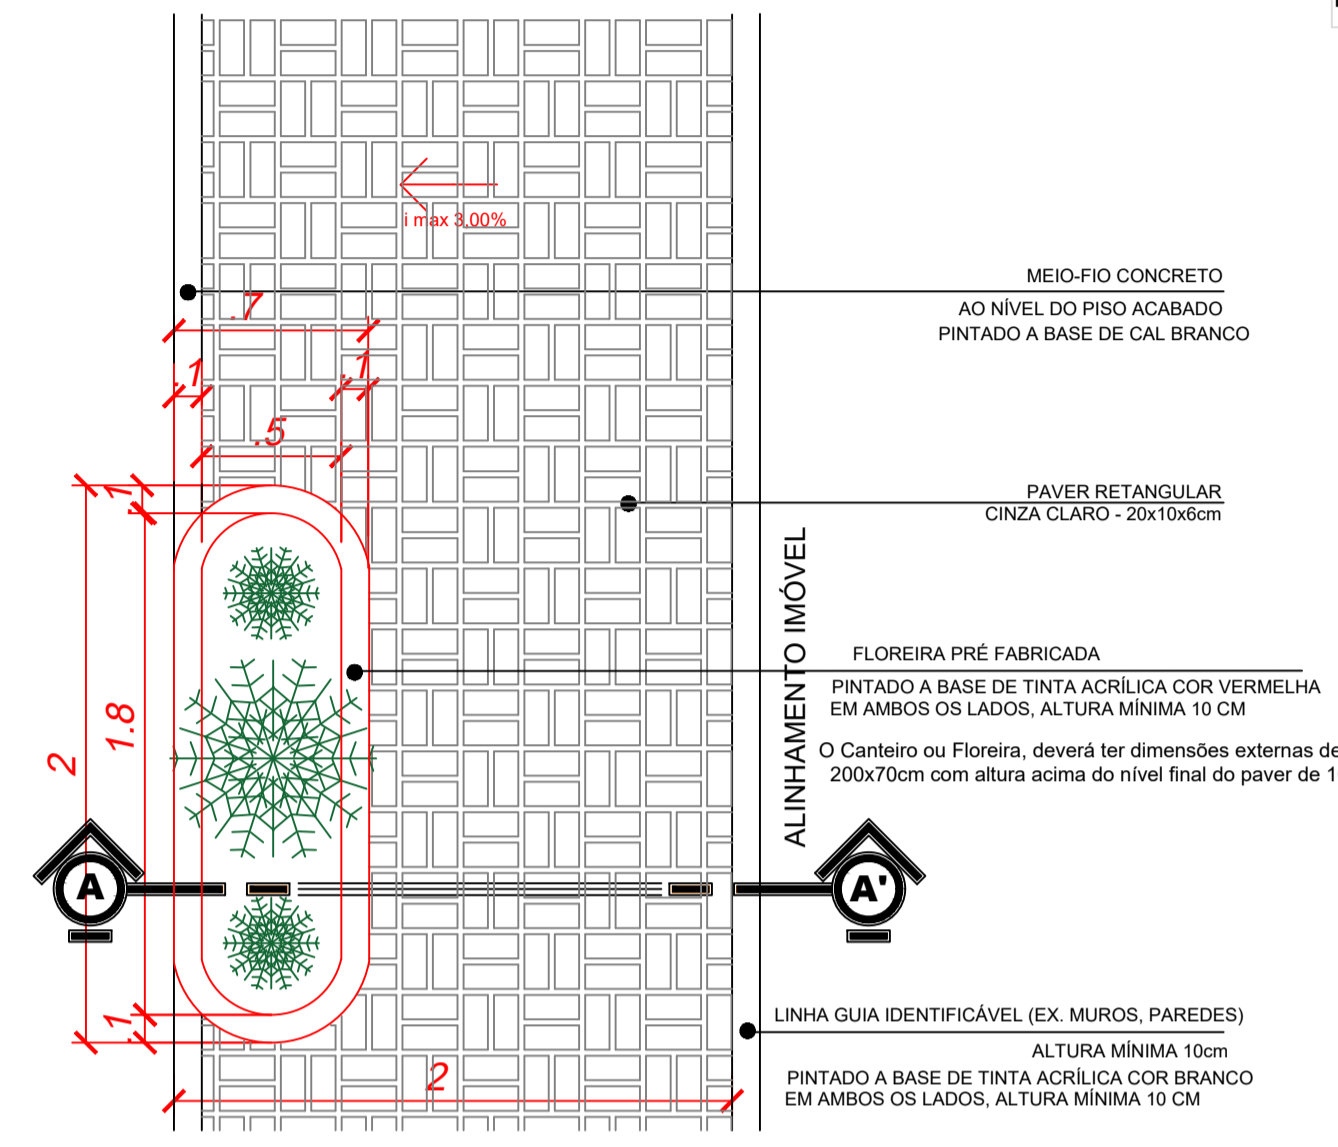 i max 3.00%
MEIO-FIO CONCRETO
AO NÍVEL DO PISO ACABADO
PINTADO A BASE DE CAL BRANCO
.7
.1
.1
.5
.1
PAVER RETANGULAR
CINZA CLARO - 20x10x6cm
ALINHAMENTO IMÓVEL
FLOREIRA PRÉ FABRICADA
PINTADO A BASE DE TINTA ACRÍLICA COR VERMELHA
EM AMBOS OS LADOS, ALTURA MÍNIMA 10 CM
1.8
2
O Canteiro ou Floreira, deverá ter dimensões externas de
200x70cm com altura acima do nível final do paver de
A
A'
.1
LINHA GUIA IDENTIFICÁVEL (EX. MUROS, PAREDES)
ALTURA MÍNIMA 10cm
PINTADO A BASE DE TINTA ACRÍLICA COR BRANCO
EM AMBOS OS LADOS, ALTURA MÍNIMA 10 CM
2